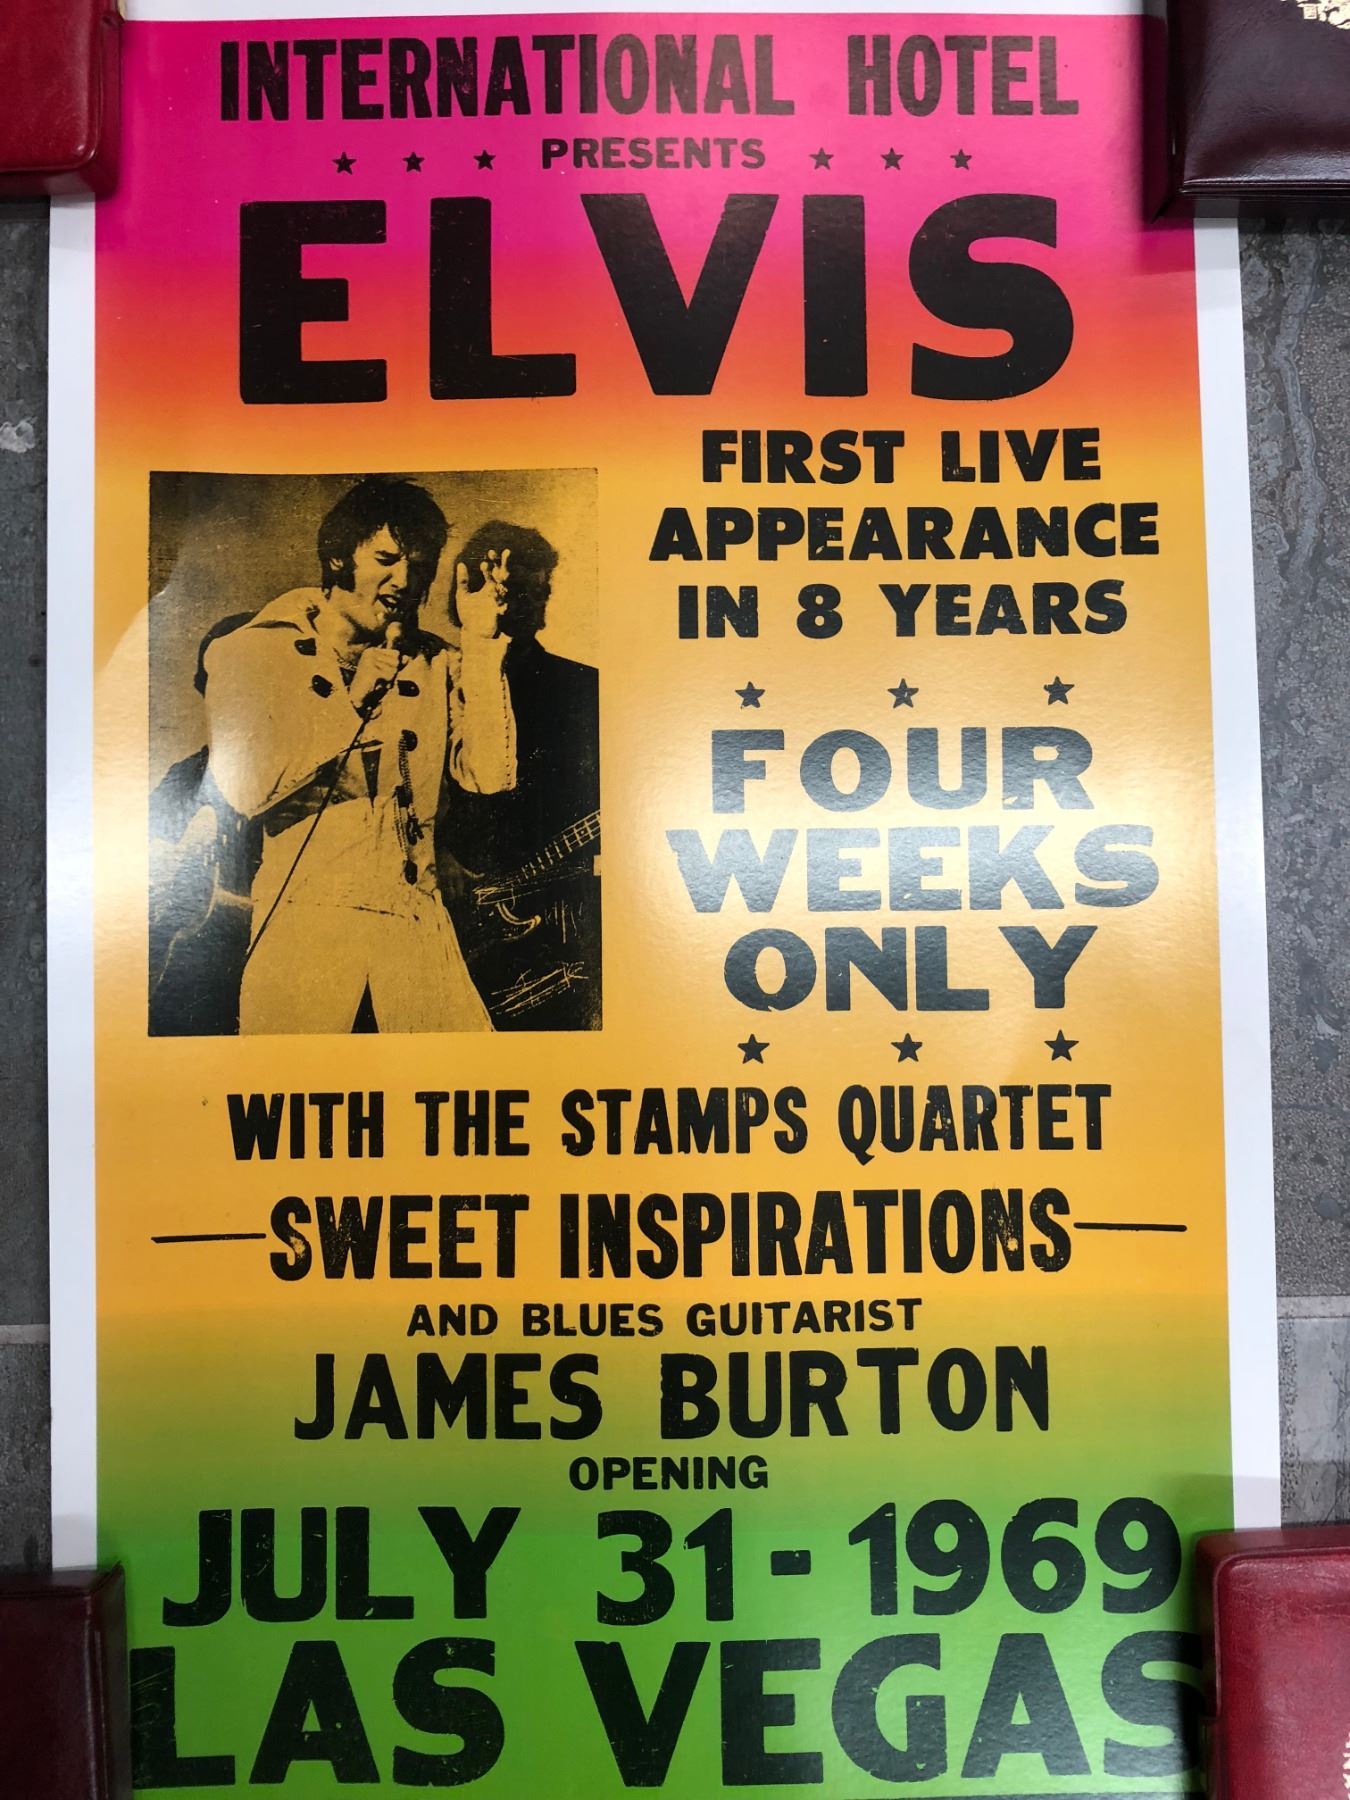 INTERNATIONAL HOTEL
PRESENTS
ELVIS
FIRST LIVE
APPEARANCE
IN 8 YEARS
FOUR
WEEKS
ONLY
WITH THE STAMPS QUARTET
SWEET INSPIRATIONS
AND BLUES GUITARIST
JAMES BURTON
OPENING
JULY 31 - 1969
LAS VEGAS